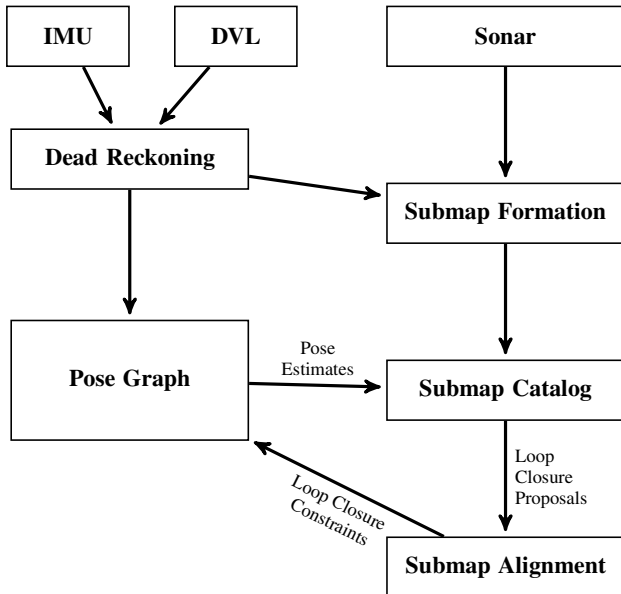 IMU
DVL
Sonar
Dead Reckoning
Submap Formation
Pose
Estimates
Pose Graph
Submap Catalog
Loop
Closure
Proposals
Loop Closure
Constraints
Submap Alignment